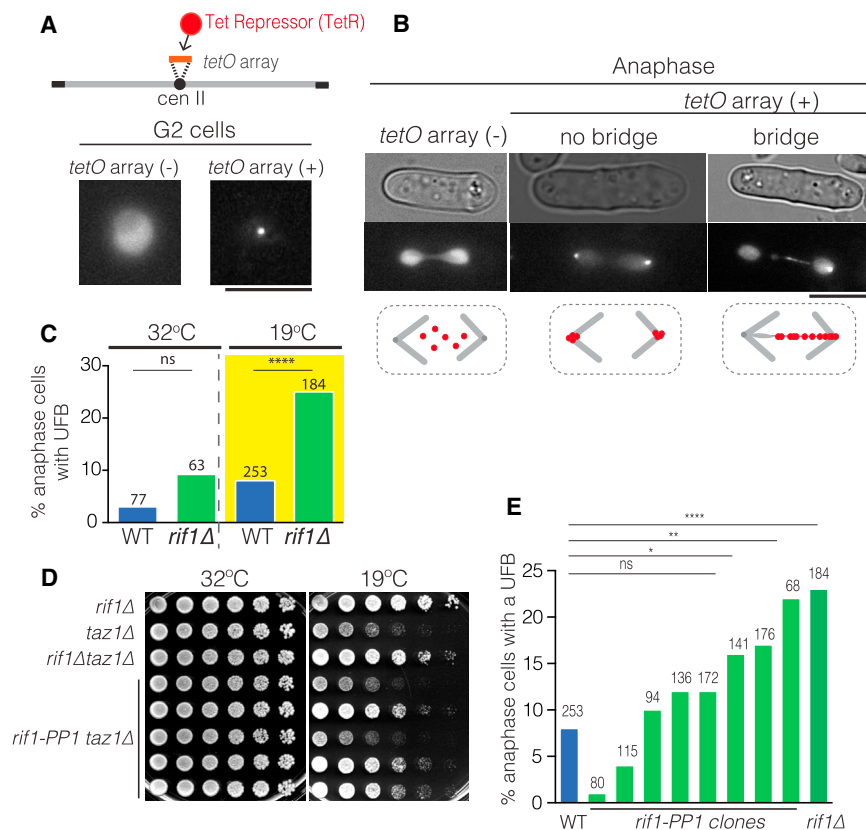 A
Tet Repressor (TetR)
tetO array
cen II
G2 cells
tetO array (-)
tetO array (+)
B
Anaphase
tetO array (+)
tetO array (-)
no bridge
bridge
C
32°C
19°C
ns
****
% anaphase cells
with UFB
30
20
10
0
77
63
253
184
WT
rif1Δ
WT
rif1Δ
D
32°C
19°C
rif1Δ
taz1Δ
rif1Δtaz1Δ
rif1-PP1 taz1Δ
E
****
**
*
ns
% anaphase cells with a UFB
25
20
15
10
5
0
253
80
115
94
136
172
141
176
68
184
WT
rif1-PP1 clones
rif1Δ